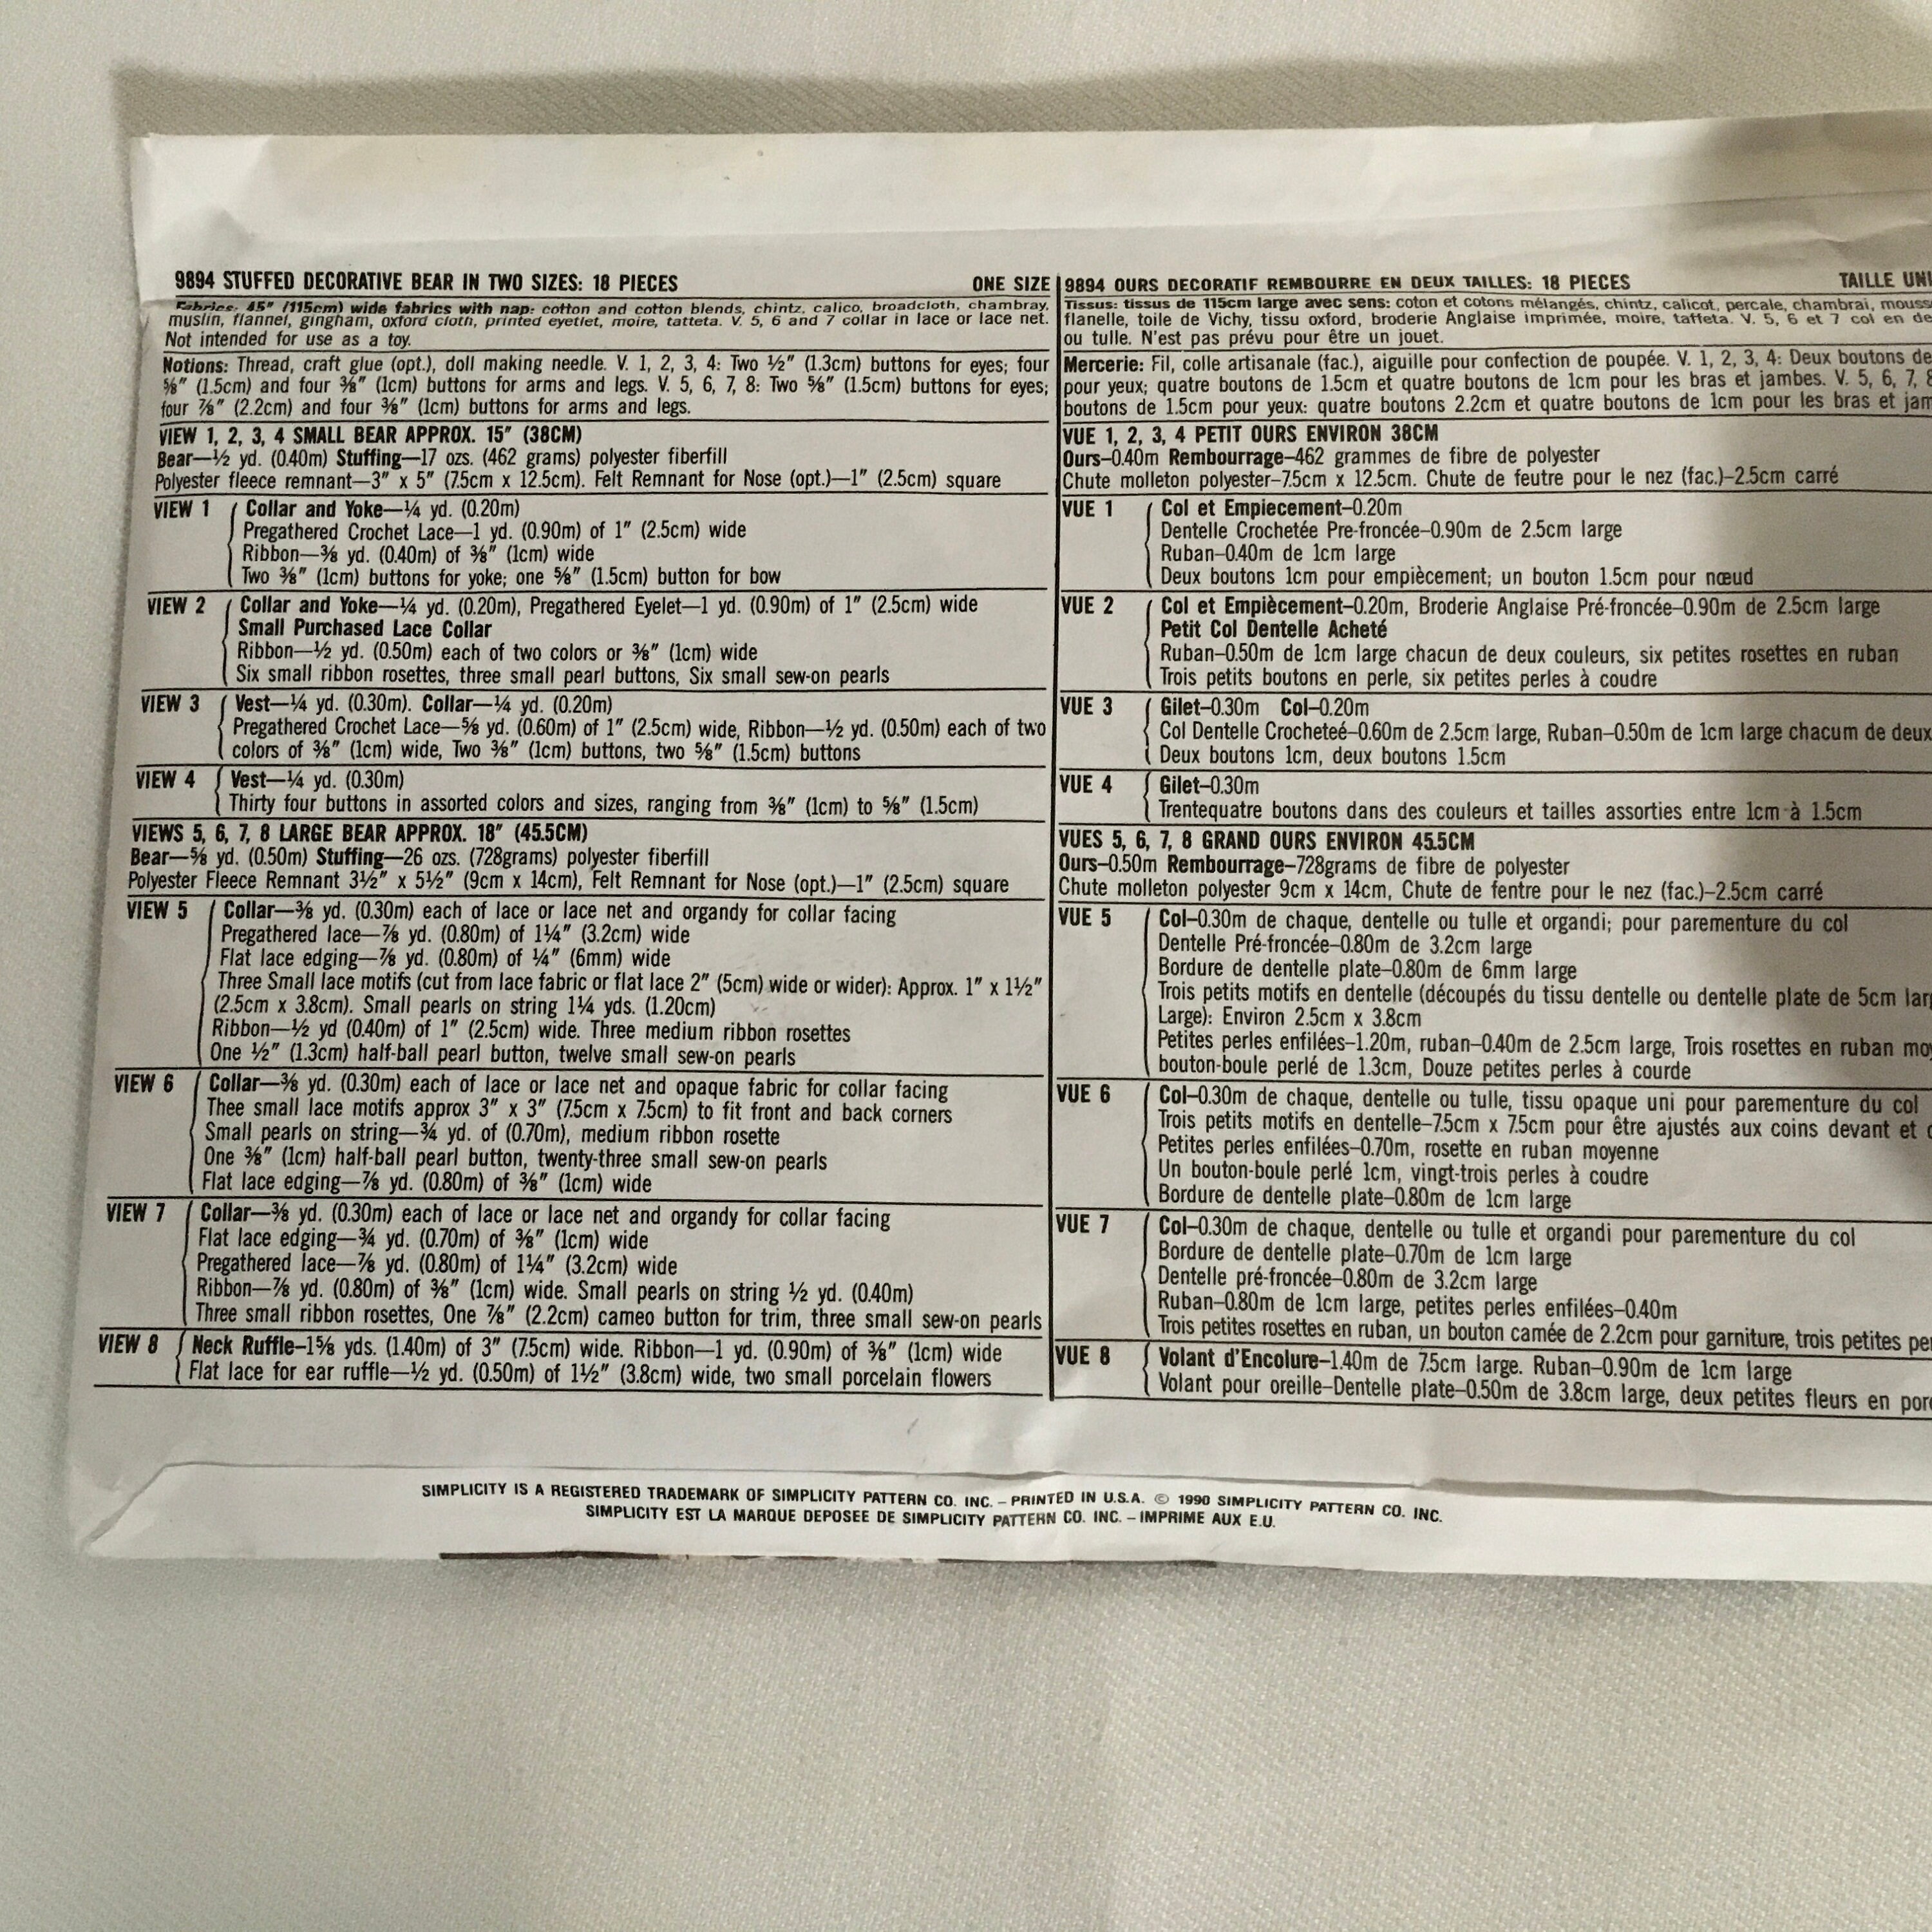 9894 STUFFED DECORATIVE BEAR IN TWO SIZES: 18 PIECES ONE SIZE
Fabrics: 45" (115cm) wide fabrics with nap: cotton and cotton blends, chintz, calico, broadcloth, chambray,
muslin, flannel, gingham, oxford cloth, printed eyetlet, moire, tatteta. V. 5, 6 and 7 collar in lace or lace net.
Not intended for use as a toy.
Notions: Thread, craft glue (opt.), doll making needle. V. 1, 2, 3, 4: Two ½" (1.3cm) buttons for eyes; four
⅝" (1.5cm) and four ⅜" (1cm) buttons for arms and legs. V. 5, 6, 7, 8: Two ⅝" (1.5cm) buttons for eyes;
four ⅞" (2.2cm) and four ⅜" (1cm) buttons for arms and legs.
VIEW 1, 2, 3, 4 SMALL BEAR APPROX. 15" (38CM)
Bear—½ yd. (0.40m) Stuffing—17 ozs. (462 grams) polyester fiberfill
Polyester fleece remnant—3" x 5" (7.5cm x 12.5cm). Felt Remnant for Nose (opt.)—1" (2.5cm) square
VIEW 1 Collar and Yoke—¼ yd. (0.20m)
Pregathered Crochet Lace—1 yd. (0.90m) of 1" (2.5cm) wide
Ribbon—⅜ yd. (0.40m) of ⅜" (1cm) wide
Two ⅜" (1cm) buttons for yoke; one ⅝" (1.5cm) button for bow
VIEW 2 Collar and Yoke—¼ yd. (0.20m), Pregathered Eyelet—1 yd. (0.90m) of 1" (2.5cm) wide
Small Purchased Lace Collar
Ribbon—½ yd. (0.50m) each of two colors or ⅜" (1cm) wide
Six small ribbon rosettes, three small pearl buttons, Six small sew-on pearls
VIEW 3 Vest—¼ yd. (0.30m). Collar—¼ yd. (0.20m)
Pregathered Crochet Lace—⅝ yd. (0.60m) of 1" (2.5cm) wide, Ribbon—½ yd. (0.50m) each of two
colors of ⅜" (1cm) wide, Two ⅜" (1cm) buttons, two ⅝" (1.5cm) buttons
VIEW 4 Vest—¼ yd. (0.30m)
Thirty four buttons in assorted colors and sizes, ranging from ⅜" (1cm) to ⅝" (1.5cm)
VIEWS 5, 6, 7, 8 LARGE BEAR APPROX. 18" (45.5CM)
Bear—⅝ yd. (0.50m) Stuffing—26 ozs. (728grams) polyester fiberfill
Polyester Fleece Remnant 3½" x 5½" (9cm x 14cm), Felt Remnant for Nose (opt.)—1" (2.5cm) square
VIEW 5 Collar—⅜ yd. (0.30m) each of lace or lace net and organdy for collar facing
Pregathered lace—⅞ yd. (0.80m) of 1¼" (3.2cm) wide
Flat lace edging—⅞ yd. (0.80m) of ¼" (6mm) wide
Three Small lace motifs (cut from lace fabric or flat lace 2" (5cm) wide or wider): Approx. 1" x 1½"
(2.5cm x 3.8cm). Small pearls on string 1¼ yds. (1.20cm)
Ribbon—½ yd (0.40m) of 1" (2.5cm) wide. Three medium ribbon rosettes
One ½" (1.3cm) half-ball pearl button, twelve small sew-on pearls
VIEW 6 Collar—⅜ yd. (0.30m) each of lace or lace net and opaque fabric for collar facing
Thee small lace motifs approx 3" x 3" (7.5cm x 7.5cm) to fit front and back corners
Small pearls on string—¾ yd. of (0.70m), medium ribbon rosette
One ⅜" (1cm) half-ball pearl button, twenty-three small sew-on pearls
Flat lace edging—⅞ yd. (0.80m) of ⅜" (1cm) wide
VIEW 7 Collar—⅜ yd. (0.30m) each of lace or lace net and organdy for collar facing
Flat lace edging—¾ yd. (0.70m) of ⅜" (1cm) wide
Pregathered lace—⅞ yd. (0.80m) of 1¼" (3.2cm) wide
Ribbon—⅞ yd. (0.80m) of ⅜" (1cm) wide. Small pearls on string ½ yd. (0.40m)
Three small ribbon rosettes, One ⅞" (2.2cm) cameo button for trim, three small sew-on pearls
VIEW 8 Neck Ruffle–1⅝ yds. (1.40m) of 3" (7.5cm) wide. Ribbon—1 yd. (0.90m) of ⅜" (1cm) wide
Flat lace for ear ruffle—½ yd. (0.50m) of 1½" (3.8cm) wide, two small porcelain flowers
9894 OURS DECORATIF REMBOURRE EN DEUX TAILLES: 18 PIECES TAILLE
Tissus: tissus de 115cm large avec sens: coton et cotons mélangés, chintz, calicot, percale, chambrai,
flanelle, toile de Vichy, tissu oxford, broderie Anglaise imprimée, moire, taffeta. V. 5, 6 et 7 col en
ou tulle. N'est pas prévu pour être un jouet.
Mercerie: Fil, colle artisanale (fac.), aiguille pour confection de poupée. V. 1, 2, 3, 4: Deux boutons de
pour yeux; quatre boutons de 1.5cm et quatre boutons de 1cm pour les bras et jambes. V. 5, 6, 7, 8
boutons de 1.5cm pour yeux: quatre boutons 2.2cm et quatre boutons de 1cm pour les bras et
VUE 1, 2, 3, 4 PETIT OURS ENVIRON 38CM
Ours–0.40m Rembourrage–462 grammes de fibre de polyester
Chute molleton polyester–7.5cm x 12.5cm. Chute de feutre pour le nez (fac.)–2.5cm carré
VUE 1 Col et Empiecement–0.20m
Dentelle Crochetée Pre-froncée–0.90m de 2.5cm large
Ruban–0.40m de 1cm large
Deux boutons 1cm pour empiècement; un bouton 1.5cm pour nœud
VUE 2 Col et Empiècement–0.20m, Broderie Anglaise Pré-froncée–0.90m de 2.5cm large
Petit Col Dentelle Acheté
Ruban–0.50m de 1cm large chacun de deux couleurs, six petites rosettes en ruban
Trois petits boutons en perle, six petites perles à coudre
VUE 3 Gilet–0.30m Col–0.20m
Col Dentelle Crocheteé–0.60m de 2.5cm large, Ruban–0.50m de 1cm large chacum de deux
Deux boutons 1cm, deux boutons 1.5cm
VUE 4 Gilet–0.30m
Trentequatre boutons dans des couleurs et tailles assorties entre 1cm à 1.5cm
VUES 5, 6, 7, 8 GRAND OURS ENVIRON 45.5CM
Ours–0.50m Rembourrage–728grams de fibre de polyester
Chute molleton polyester 9cm x 14cm, Chute de fentre pour le nez (fac.)–2.5cm carré
VUE 5 Col–0.30m de chaque, dentelle ou tulle et organdi; pour parementure du col
Dentelle Pré-froncée–0.80m de 3.2cm large
Bordure de dentelle plate–0.80m de 6mm large
Trois petits motifs en dentelle (découpés du tissu dentelle ou dentelle plate de 5cm
Large): Environ 2.5cm x 3.8cm
Petites perles enfilées–1.20m, ruban–0.40m de 2.5cm large, Trois rosettes en ruban
bouton-boule perlé de 1.3cm, Douze petites perles à courde
VUE 6 Col–0.30m de chaque, dentelle ou tulle, tissu opaque uni pour parementure du col
Trois petits motifs en dentelle–7.5cm x 7.5cm pour être ajustés aux coins devant et
Petites perles enfilées–0.70m, rosette en ruban moyenne
Un bouton-boule perlé 1cm, vingt-trois perles à coudre
Bordure de dentelle plate–0.80m de 1cm large
VUE 7 Col–0.30m de chaque, dentelle ou tulle et organdi pour parementure du col
Bordure de dentelle plate–0.70m de 1cm large
Dentelle pré-froncée–0.80m de 3.2cm large
Ruban–0.80m de 1cm large, petites perles enfilées–0.40m
Trois petites rosettes en ruban, un bouton camée de 2.2cm pour garniture, trois petites
VUE 8 Volant d'Encolure–1.40m de 7.5cm large. Ruban–0.90m de 1cm large
Volant pour oreille–Dentelle plate–0.50m de 3.8cm large, deux petites fleurs en
SIMPLICITY IS A REGISTERED TRADEMARK OF SIMPLICITY PATTERN CO. INC. – PRINTED IN U.S.A. © 1990 SIMPLICITY PATTERN CO. INC.
SIMPLICITY EST LA MARQUE DEPOSEE DE SIMPLICITY PATTERN CO. INC. – IMPRIME AUX E.U.